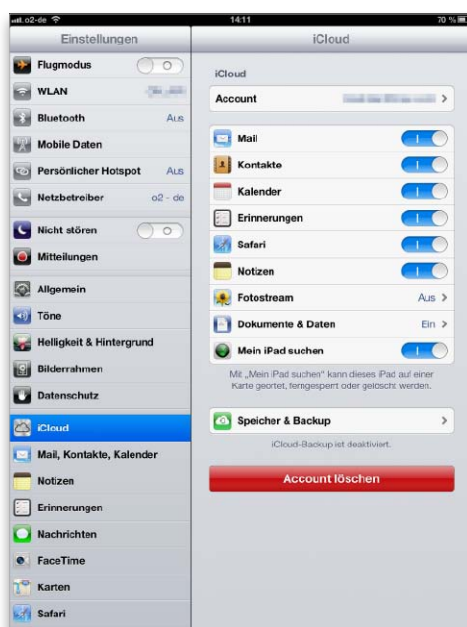 o2-de
14:11
70 %
Einstellungen
Flugmodus
WLAN
Bluetooth Aus
Mobile Daten
Persönlicher Hotspot Aus
Netzbetreiber o2 - de
Nicht stören
Mitteilungen
Allgemein
Töne
Helligkeit & Hintergrund
Bilderrahmen
Datenschutz
iCloud
Mail, Kontakte, Kalender
Notizen
Erinnerungen
Nachrichten
FaceTime
Karten
Safari
iCloud
iCloud
Account
Mail
Kontakte
Kalender
Erinnerungen
Safari
Notizen
Fotostream Aus
Dokumente & Daten Ein
Mein iPad suchen
Mit „Mein iPad suchen“ kann dieses iPad auf einer
Karte geortet, ferngesperrt oder gelöscht werden.
Speicher & Backup
iCloud-Backup ist deaktiviert.
Account löschen